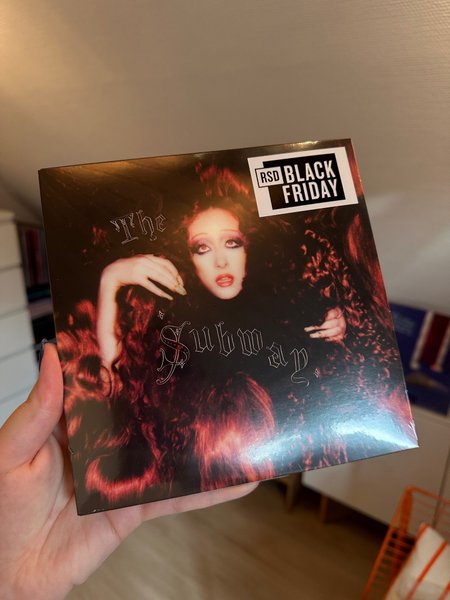 RSD BLACK
FRIDAY
The
Subway.